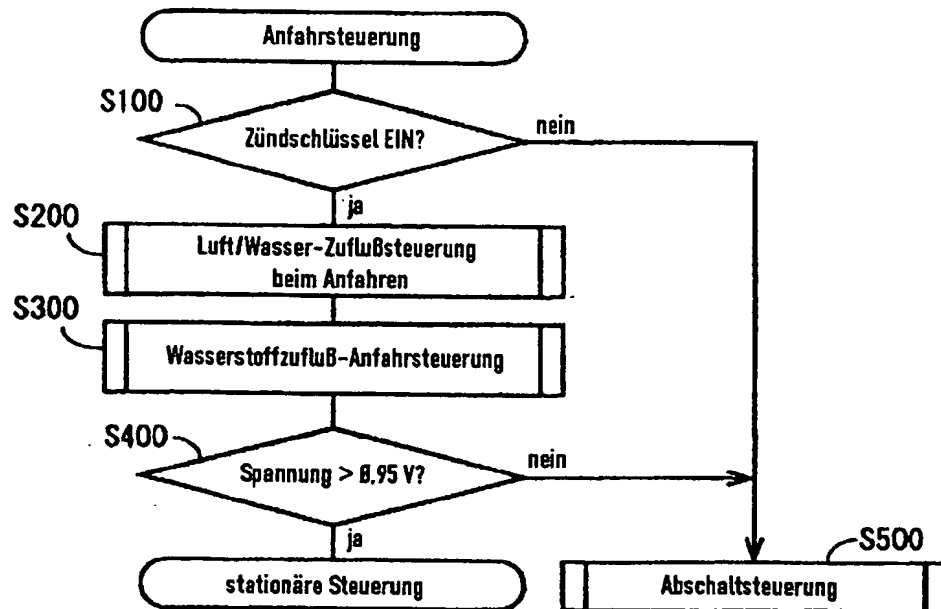 Anfahrsteuerung
S100
Zündschlüssel EIN?
nein
ja
S200
Luft/Wasser-Zuflußsteuerung
beim Anfahren
S300
Wasserstoffzufluß-Anfahrsteuerung
S400
Spannung > 0,95 V?
nein
ja
S500
stationäre Steuerung
Abschaltsteuerung